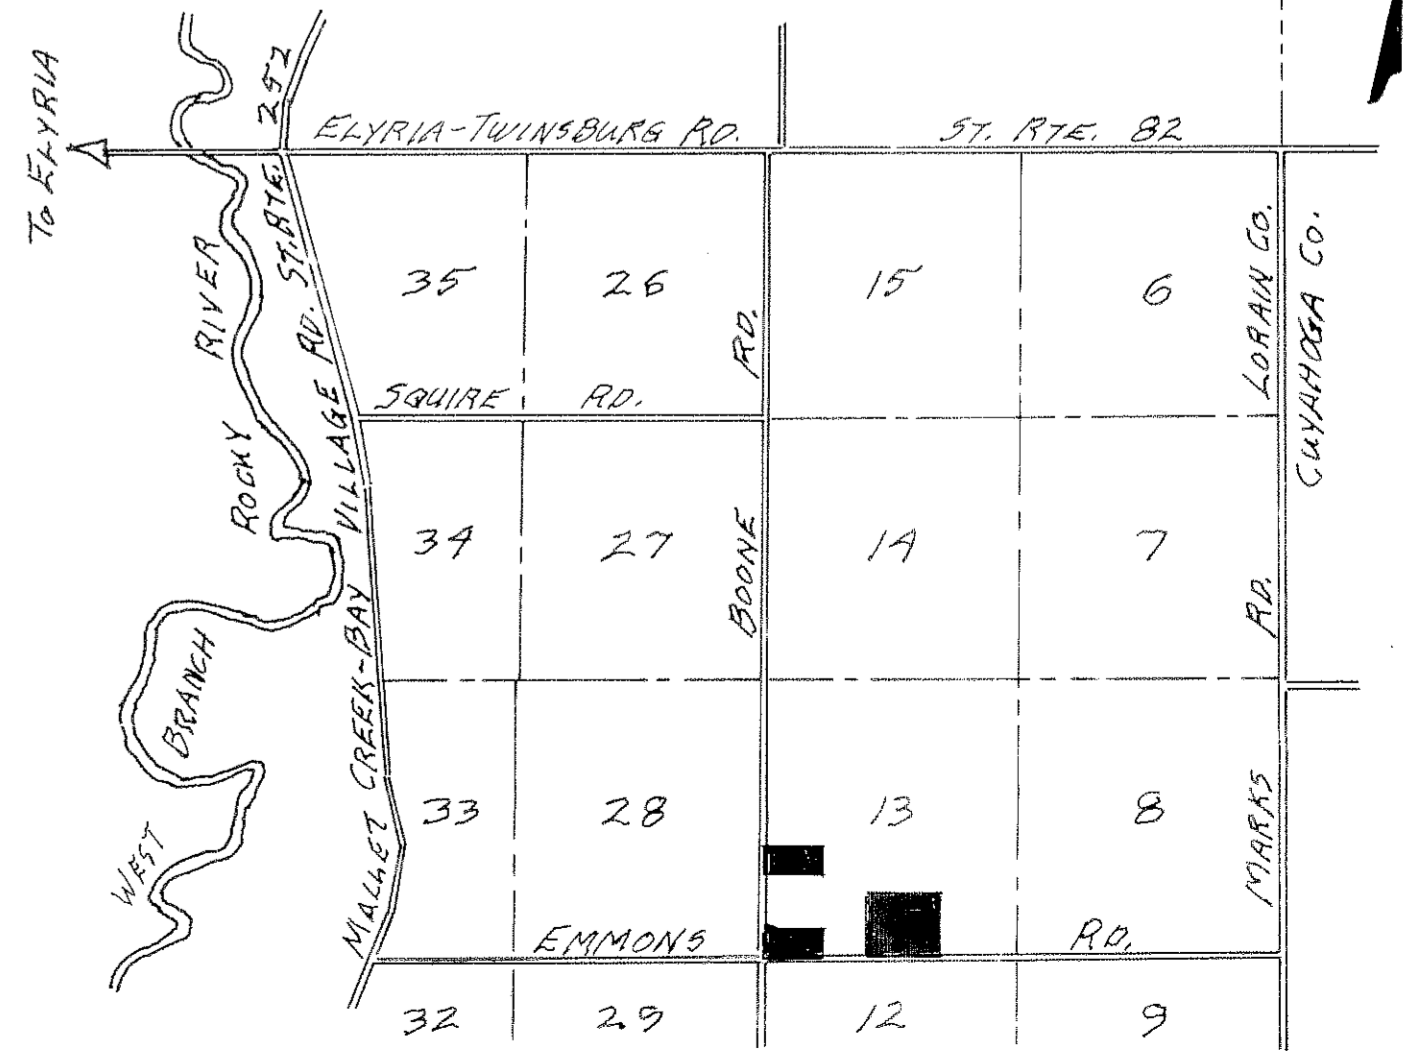 To ELYRIA
ST. RTE. 252
ELYRIA-TWINSBURG RD.
ST. RTE. 82
35
26
15
6
LORAIN CO.
CUYAHOGA CO.
SQUIRE RD.
34
27
14
7
BOONE RD.
MALLET CREEK-BAY VILLAGE RD.
WEST BRANCH ROCKY RIVER
33
28
13
8
MARKS RD.
EMMONS RD.
32
29
12
9